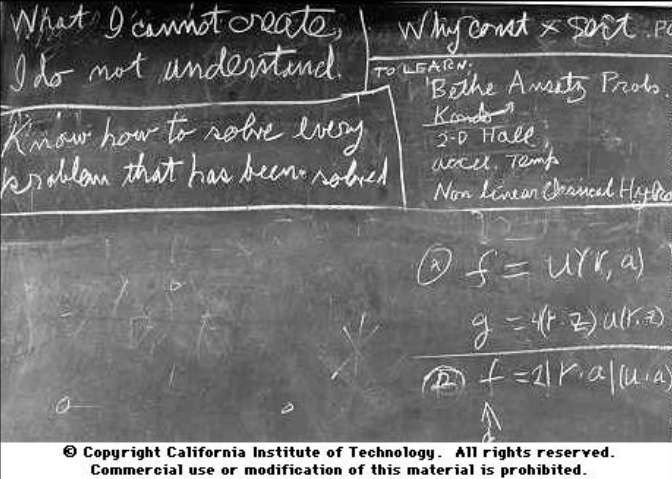 What I cannot create,
I do not understand.
Know how to solve every
problem that has been solved
Why const × sort . Po
TO LEARN:
Bethe Ansatz Probs.
Kondo
2-D Hall
accel. Temp
Non linear Classical Hydro
Ⓐ f = u(r, a)
g = 4(r·z) u(r.z)
f = 2|r·a|(u·a)
© Copyright California Institute of Technology. All rights reserved.
Commercial use or modification of this material is prohibited.